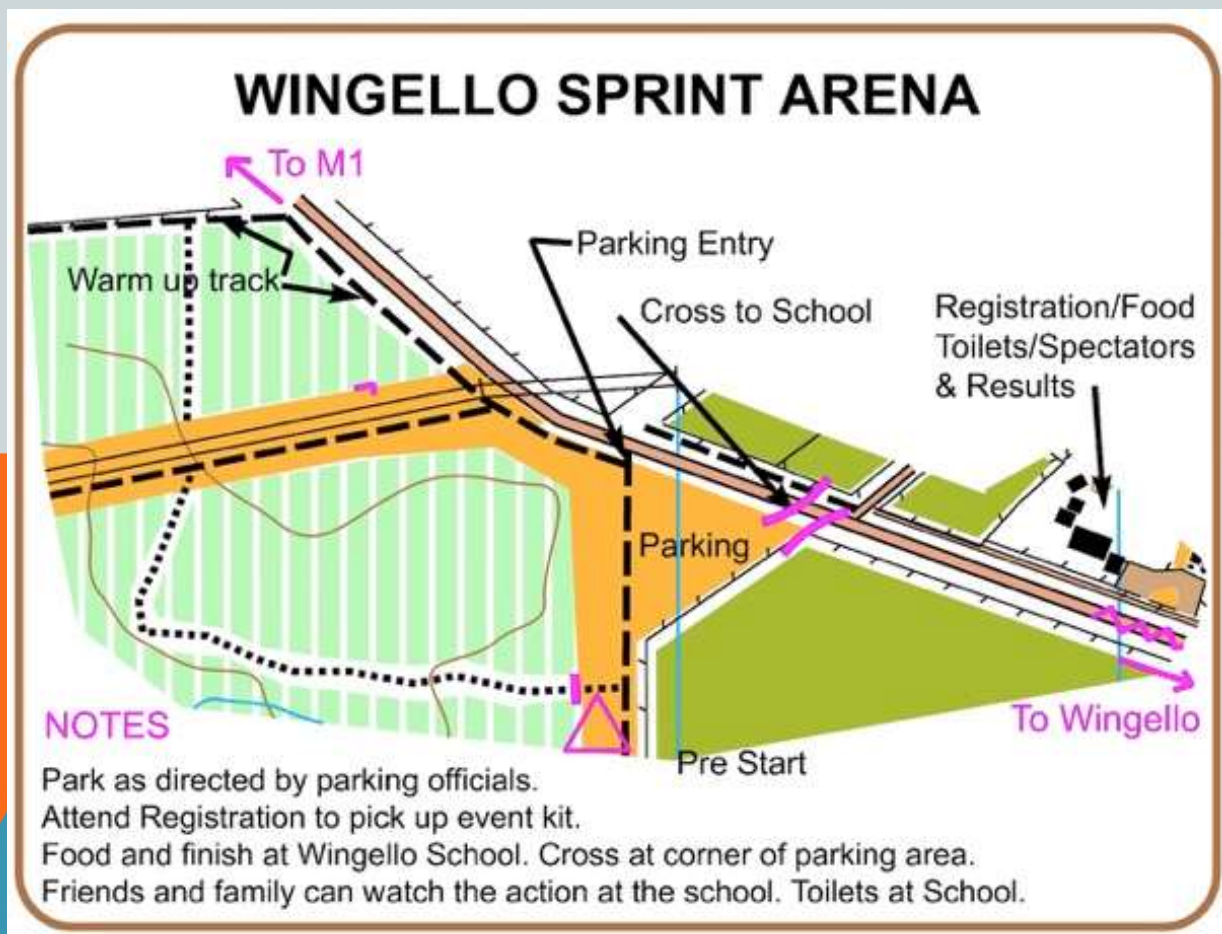 WINGELLO SPRINT ARENA
To M1
Parking Entry
Warm up track
Cross to School
Registration/Food
Toilets/Spectators
& Results
Parking
To Wingello
NOTES
Pre Start
Park as directed by parking officials.
Attend Registration to pick up event kit.
Food and finish at Wingello School. Cross at corner of parking area.
Friends and family can watch the action at the school. Toilets at School.